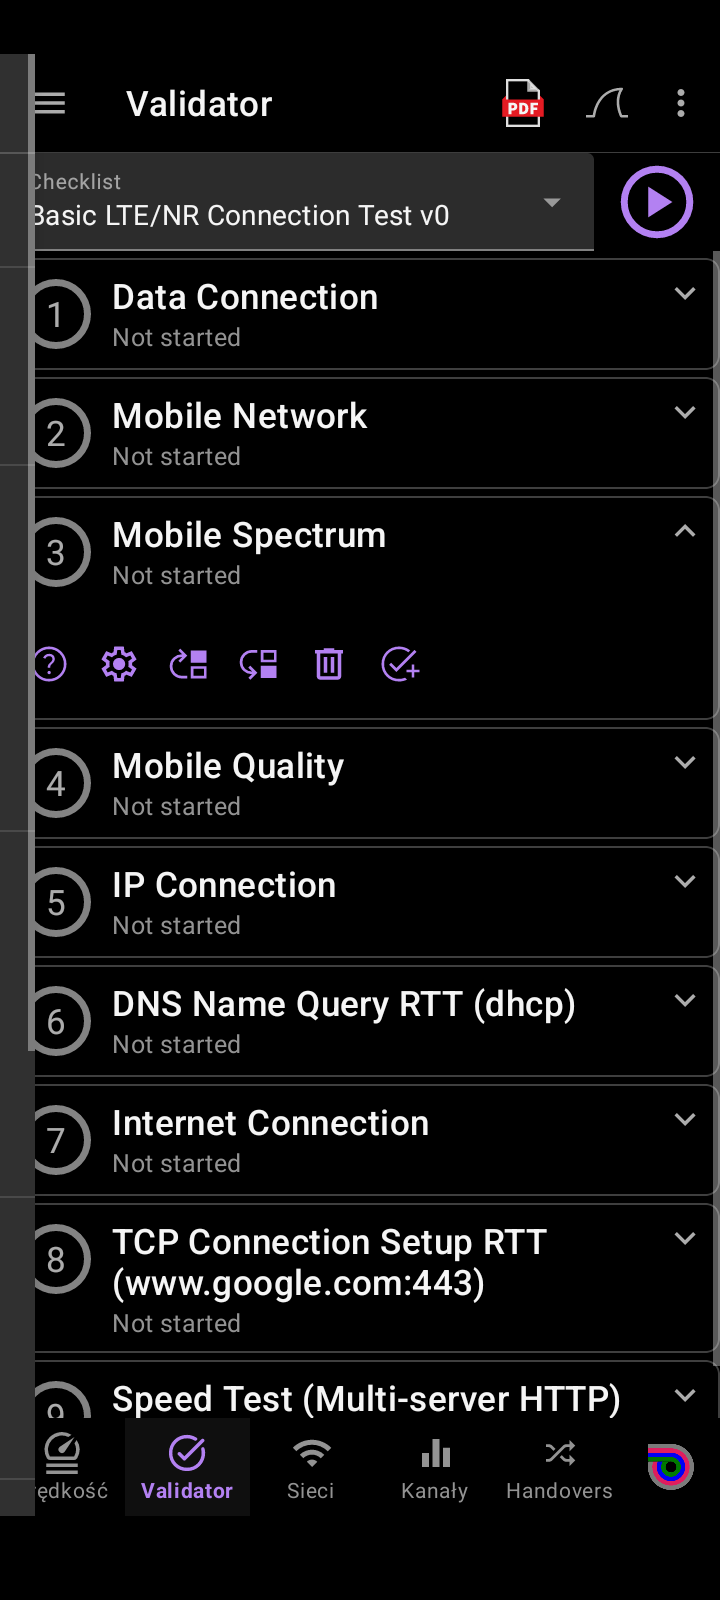 Validator
PDF
Checklist
Basic LTE/NR Connection Test v0
1
Data Connection
Not started
2
Mobile Network
Not started
3
Mobile Spectrum
Not started
4
Mobile Quality
Not started
5
IP Connection
Not started
6
DNS Name Query RTT (dhcp)
Not started
7
Internet Connection
Not started
8
TCP Connection Setup RTT
(www.google.com:443)
Not started
9
Speed Test (Multi-server HTTP)
ędkość
Validator
Sieci
Kanały
Handovers